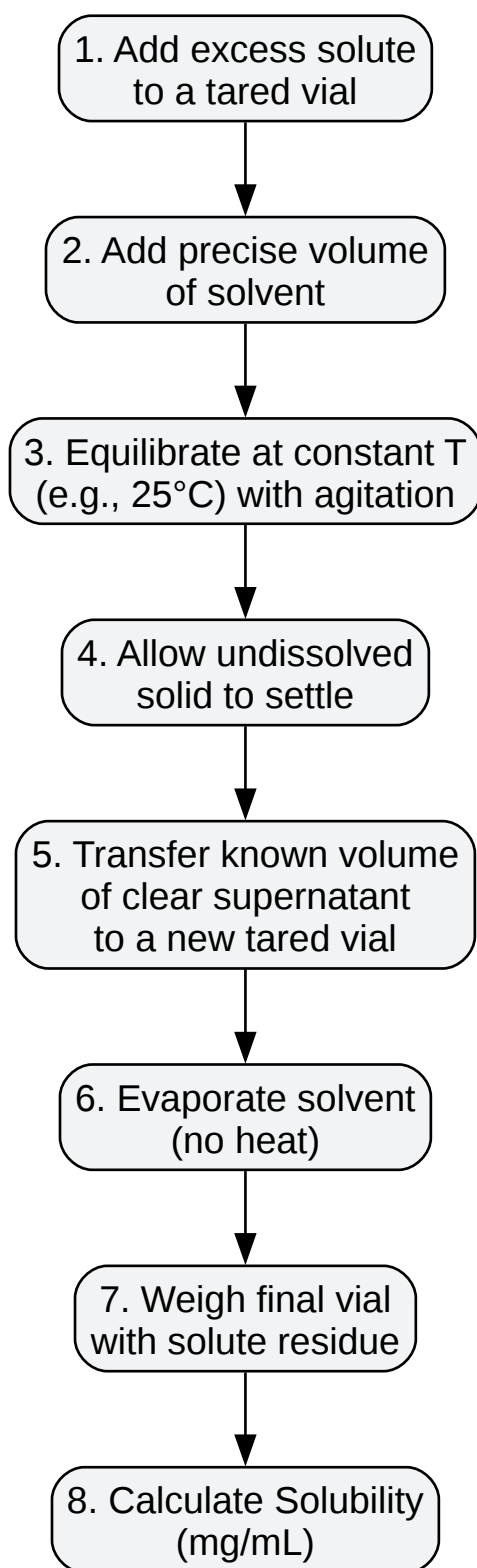 1. Add excess solute
to a tared vial
2. Add precise volume
of solvent
3. Equilibrate at constant T
(e.g., 25°C) with agitation
4. Allow undissolved
solid to settle
5. Transfer known volume
of clear supernatant
to a new tared vial
6. Evaporate solvent
(no heat)
7. Weigh final vial
with solute residue
8. Calculate Solubility
(mg/mL)